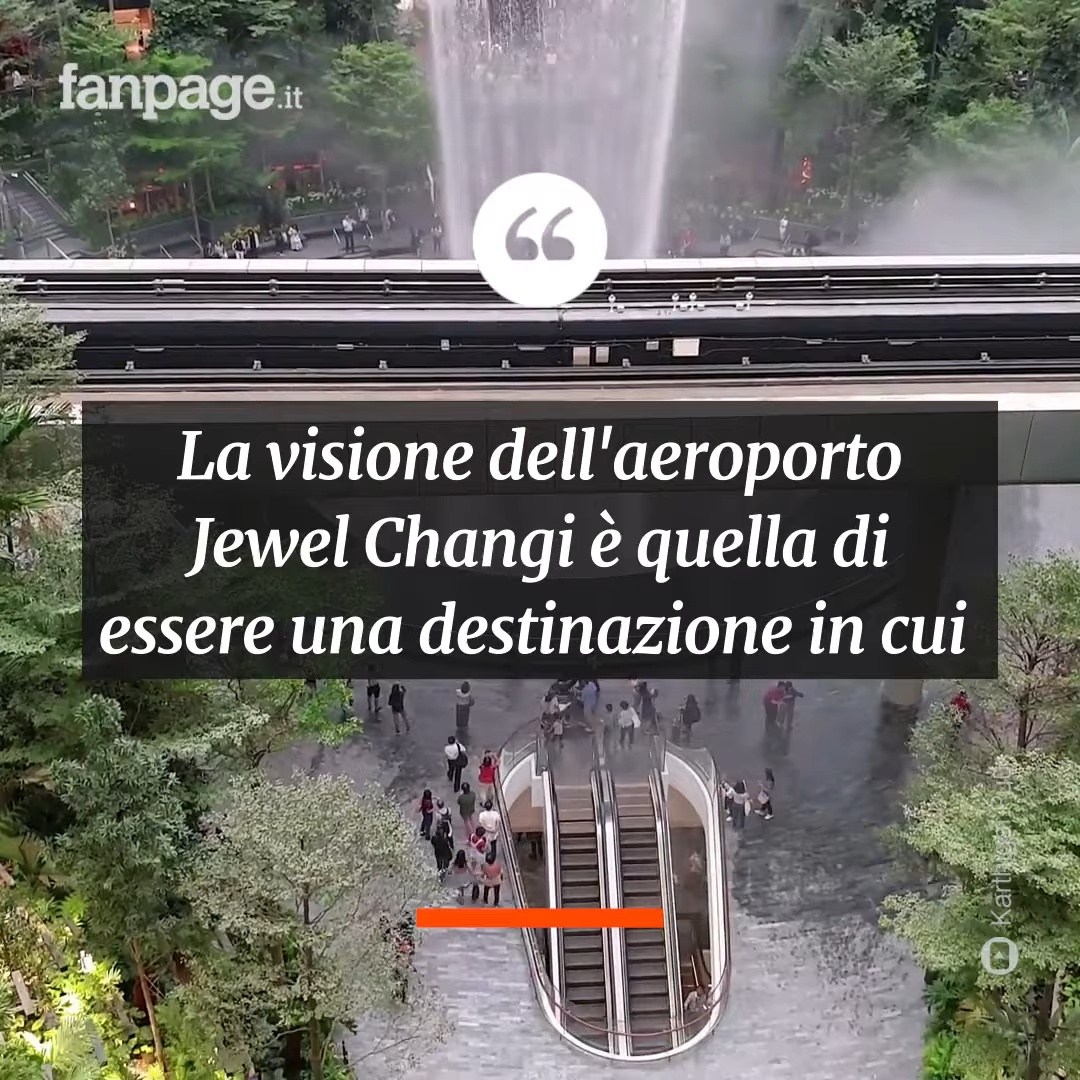 fanpage.it
“
La visione dell'aeroporto
Jewel Changi è quella di
essere una destinazione in cui